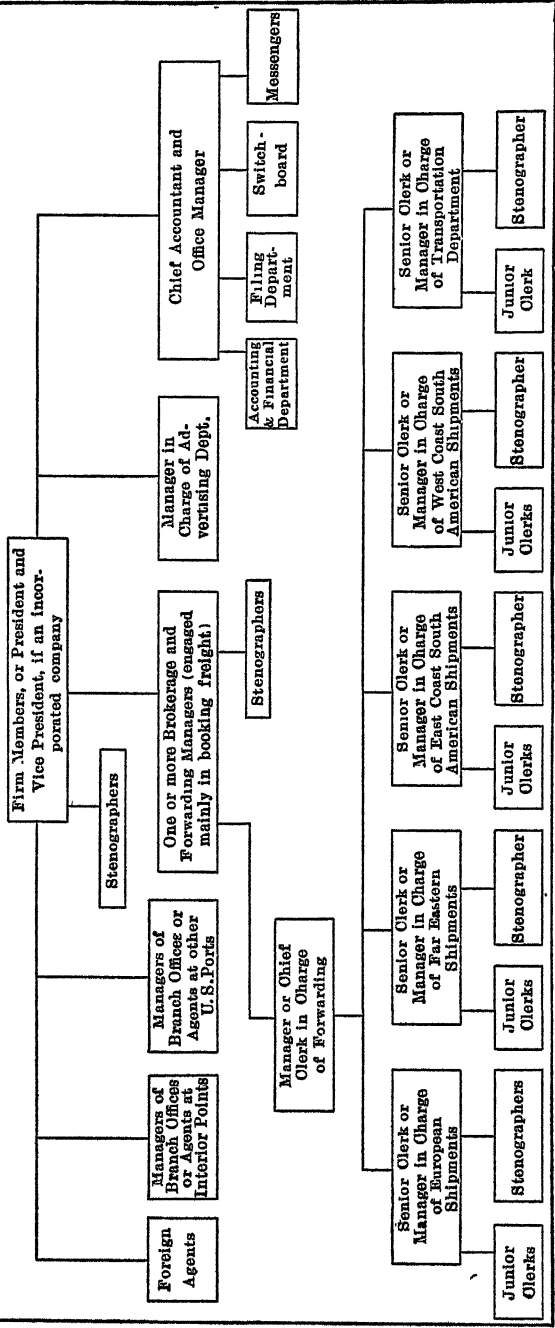 Firm Members, or President and
Vice President, if an incor-
porated company
Stenographers
Foreign
Agents
Managers of
Branch Offices
or Agents at
Interior Points
Managers of
Branch Offices or
Agents at other
U.S. Ports
One or more Brokerage and
Forwarding Managers (engaged
mainly in booking freight)
Manager in
Charge of Ad-
vertising Dept.
Chief Accountant and
Office Manager
Stenographers
Accounting
& Financial
Department
Filing
Depart-
ment
Switch-
board
Messengers
Manager or Chief
Clerk in Charge
of Forwarding
Senior Clerk or
Manager in Charge
of European
Shipments
Senior Clerk or
Manager in Charge
of Far Eastern
Shipments
Senior Clerk or
Manager in Charge
of East Coast South
American Shipments
Senior Clerk or
Manager in Charge
of West Coast South
American Shipments
Senior Clerk or
Manager in Charge
of Transportation
Department
Junior
Clerks
Stenographers
Junior
Clerks
Stenographer
Junior
Clerks
Stenographer
Junior
Clerks
Stenographer
Junior
Clerk
Stenographer